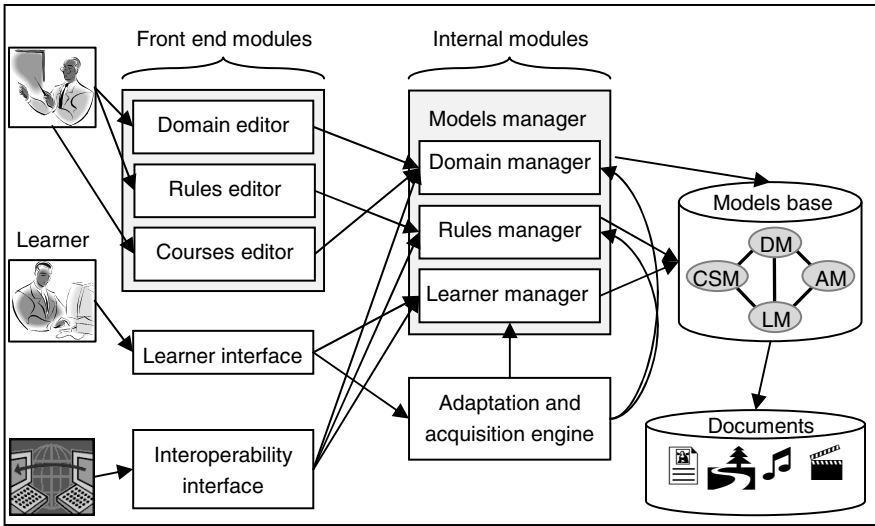 Front end modules
Internal modules
Domain editor
Rules editor
Courses editor
Models manager
Domain manager
Rules manager
Learner manager
Models base
DM
CSM
AM
LM
Learner
Learner interface
Adaptation and
acquisition engine
Interoperability
interface
Documents
A